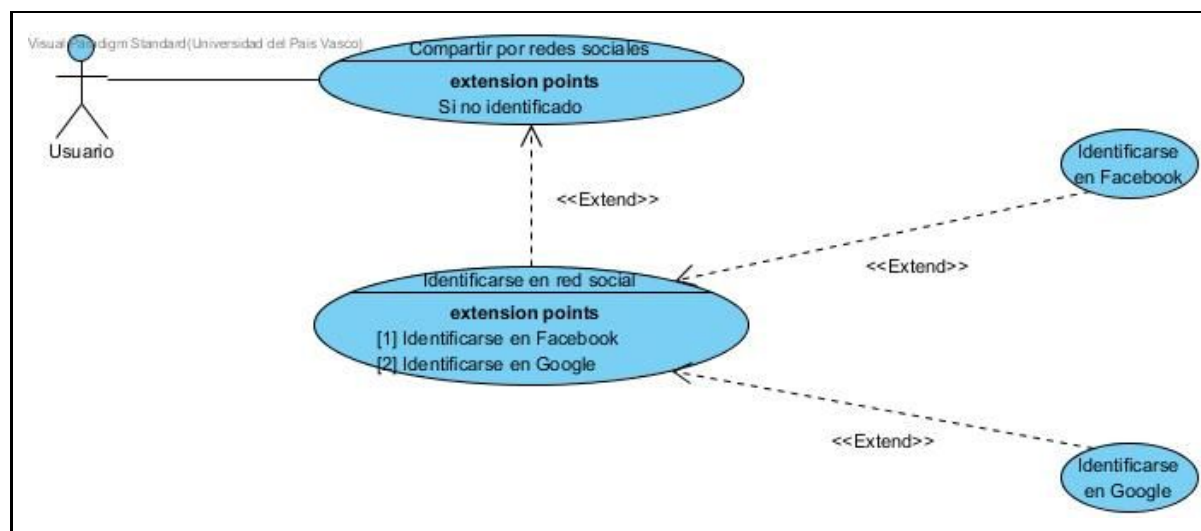 Visual Paradigm Standard(Universidad del Pais Vasco)
Compartir por redes sociales
extension points
Si no identificado
Usuario
<<Extend>>
Identificarse
en Facebook
<<Extend>>
Identificarse en red social
extension points
[1] Identificarse en Facebook
[2] Identificarse en Google
<<Extend>>
Identificarse
en Google